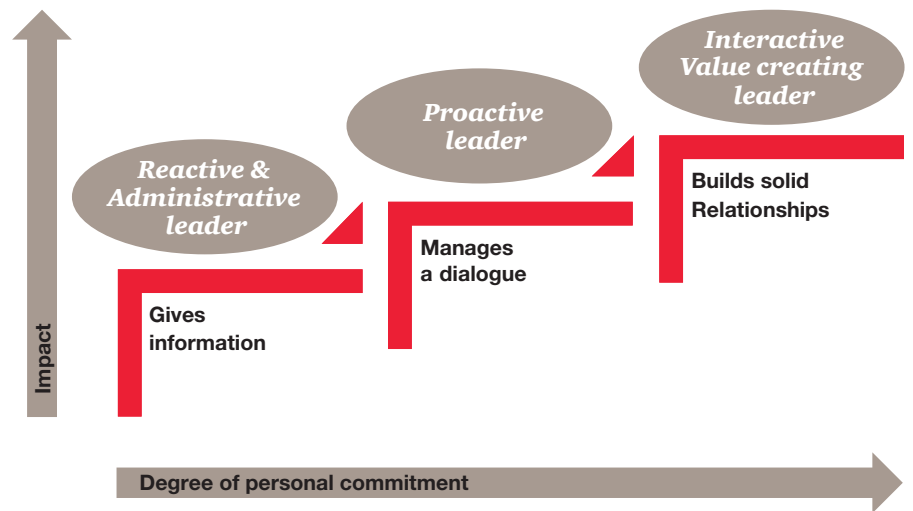 Interactive
Value creating
leader
Proactive
leader
Reactive &
Administrative
leader
Builds solid
Relationships
Manages
a dialogue
Gives
information
Impact
Degree of personal commitment